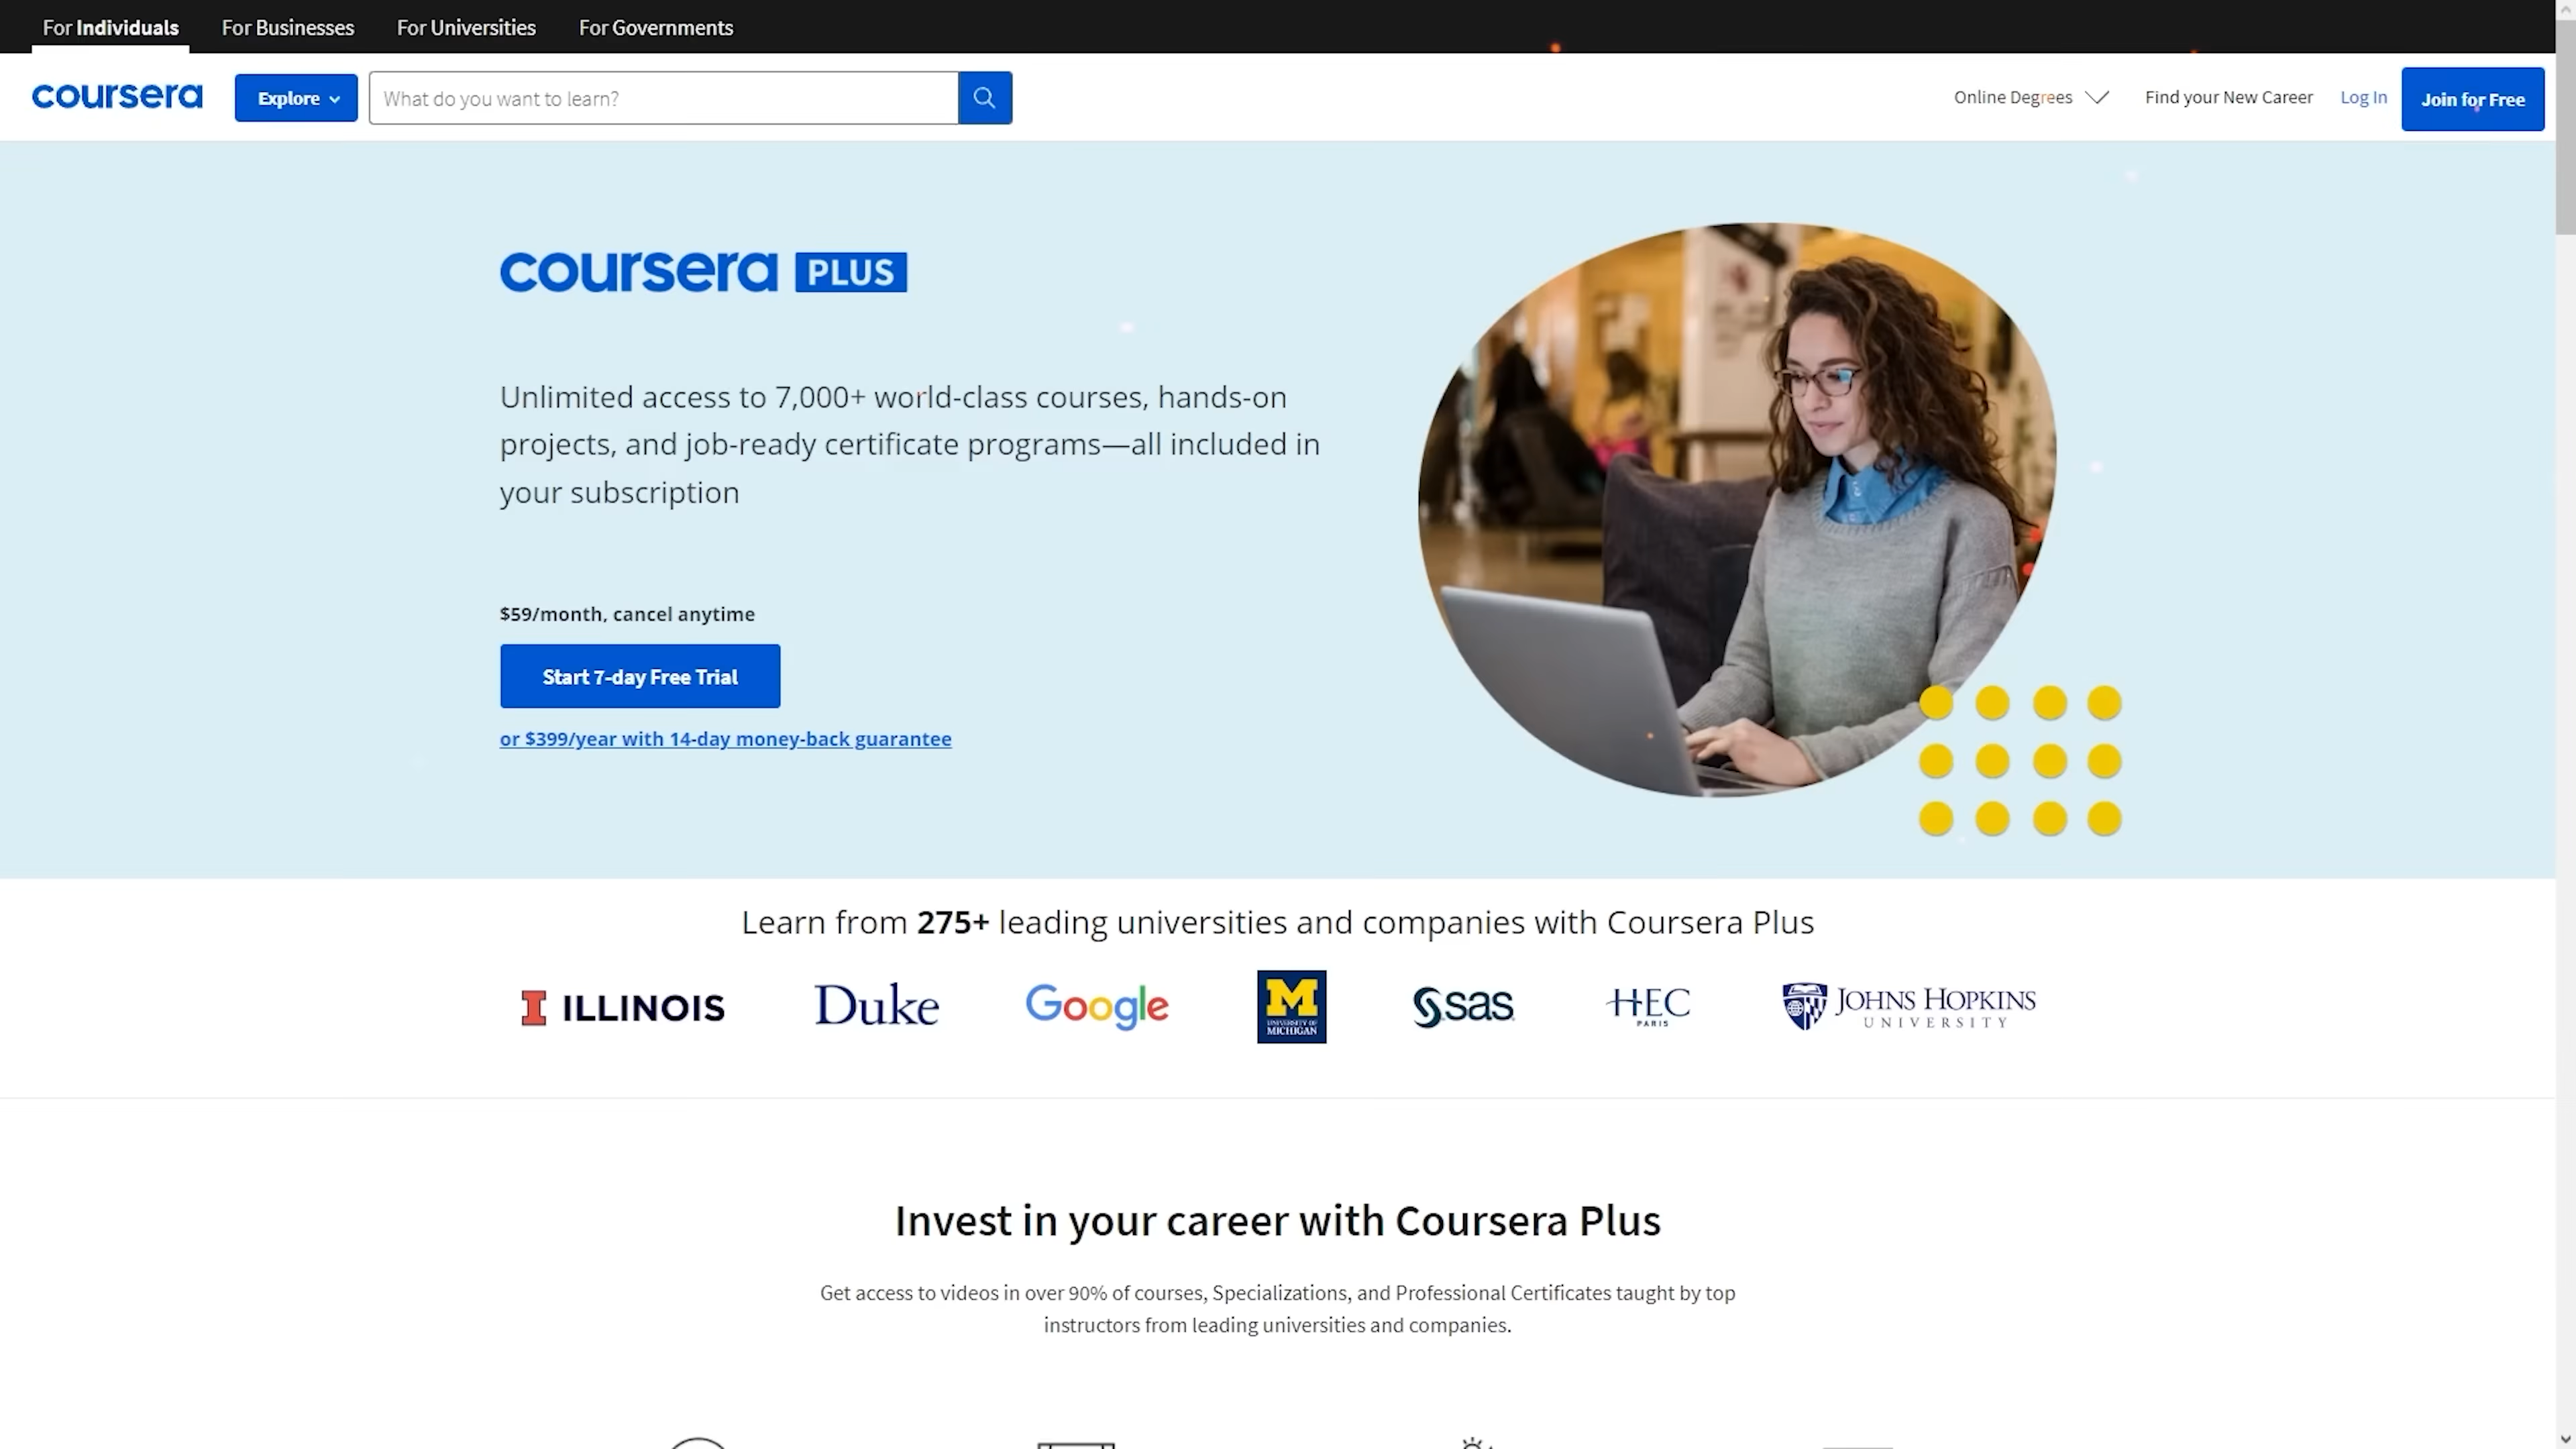 For Individuals
For Businesses
For Universities
For Governments
coursera
Explore
What do you want to learn?
Online Degrees
Find your New Career
Log In
Join for Free
coursera PLUS
Unlimited access to 7,000+ world-class courses, hands-on
projects, and job-ready certificate programs—all included in
your subscription
$59/month, cancel anytime
Start 7-day Free Trial
or $399/year with 14-day money-back guarantee
Learn from 275+ leading universities and companies with Coursera Plus
I ILLINOIS
Duke
Google
M
UNIVERSITY OF
MICHIGAN
sas
HEC
PARIS
JOHNS HOPKINS
UNIVERSITY
Invest in your career with Coursera Plus
Get access to videos in over 90% of courses, Specializations, and Professional Certificates taught by top
instructors from leading universities and companies.